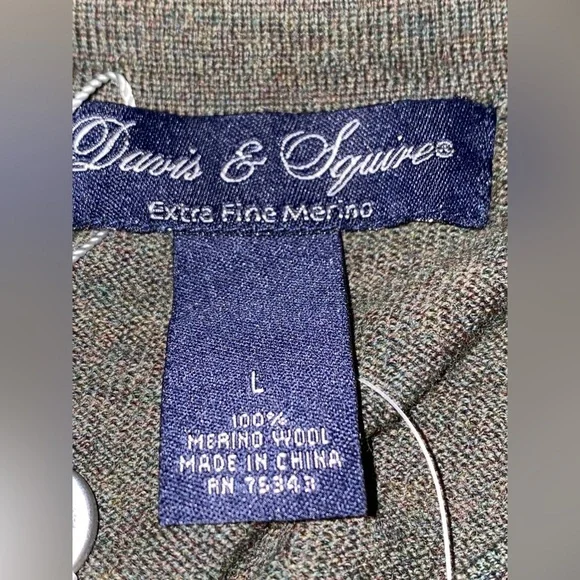 Davis & Squire®
Extra Fine Merino
L
100%
MERINO WOOL
MADE IN CHINA
RN 75343